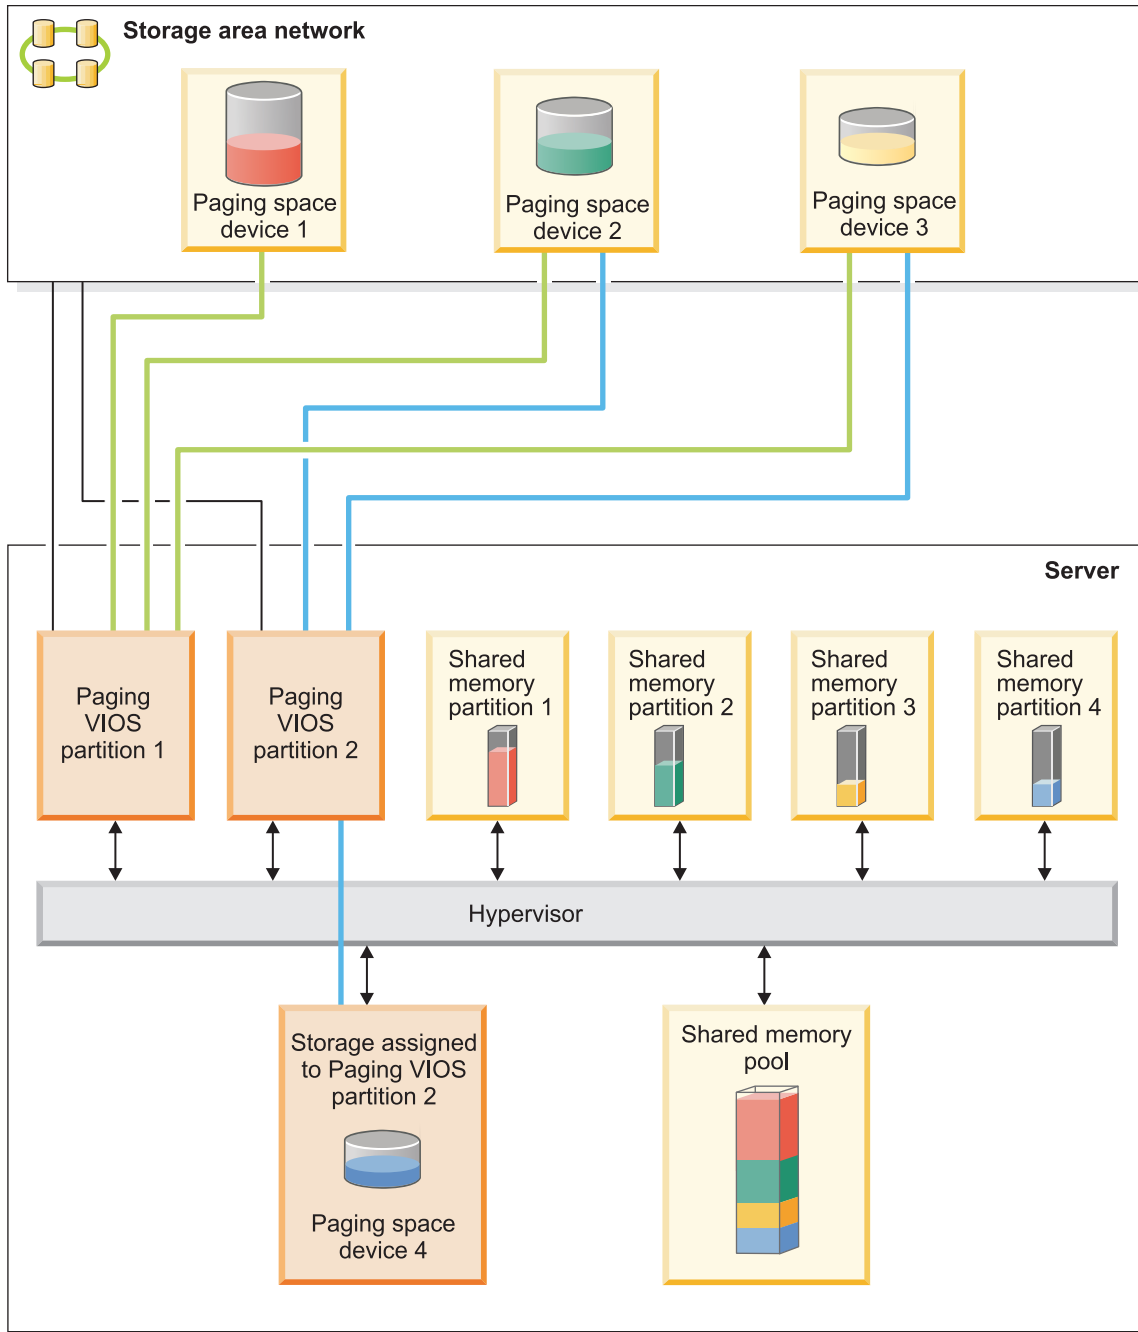 Storage area network
Paging space
device 1
Paging space
device 2
Paging space
device 3
Server
Paging
VIOS
partition 1
Paging
VIOS
partition 2
Shared
memory
partition 1
Shared
memory
partition 2
Shared
memory
partition 3
Shared
memory
partition 4
Hypervisor
Storage assigned
to Paging VIOS
partition 2
Paging space
device 4
Shared memory
pool